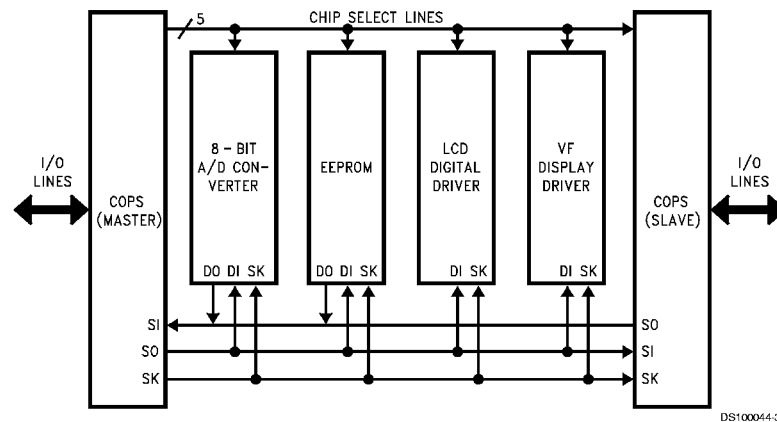 5
CHIP SELECT LINES
8-BIT
A/D CON-
VERTER
EEPROM
LCD
DIGITAL
DRIVER
VF
DISPLAY
DRIVER
I/O
LINES
COPS
(MASTER)
COPS
(SLAVE)
I/O
LINES
DO DI SK
DO DI SK
DI SK
DI SK
SI
SO
SO
SI
SK
SK